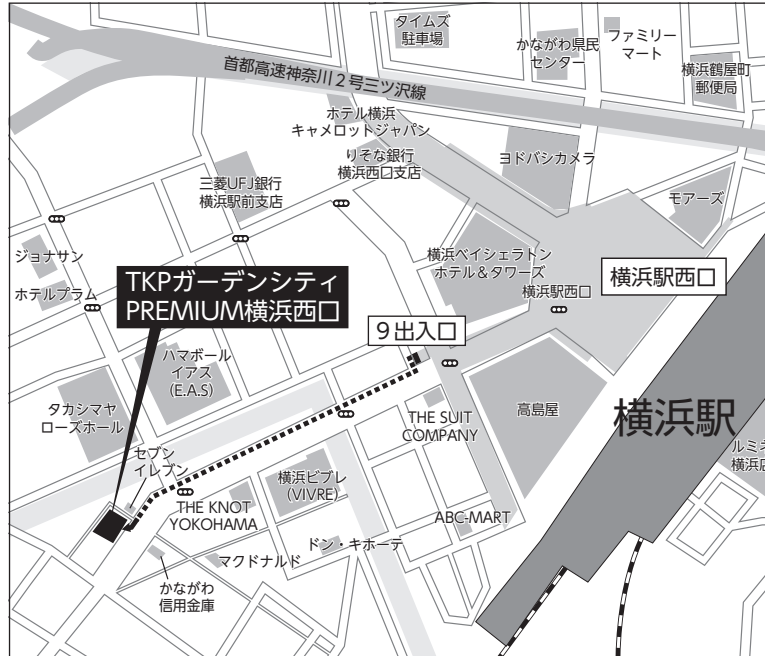 タイムズ
駐車場
かながわ県民
センター
ファミリー
マート
横浜鶴屋町
郵便局
首都高速神奈川2号三ツ沢線
ホテル横浜
キャメロットジャパン
りそな銀行
横浜西口支店
ヨドバシカメラ
三菱UFJ銀行
横浜駅前支店
モアーズ
ジョナサン
ホテルプラム
横浜ベイシェラトン
ホテル&タワーズ
横浜駅西口
横浜駅西口
TKPガーデンシティ
PREMIUM横浜西口
9出入口
ハマボール
イアス
(E.A.S)
タカシマヤ
ローズホール
THE SUIT
COMPANY
高島屋
横浜駅
ルミネ
横浜店
セブン
イレブン
横浜ビブレ
(VIVRE)
THE KNOT
YOKOHAMA
ABC-MART
ドン・キホーテ
マクドナルド
かながわ
信用金庫